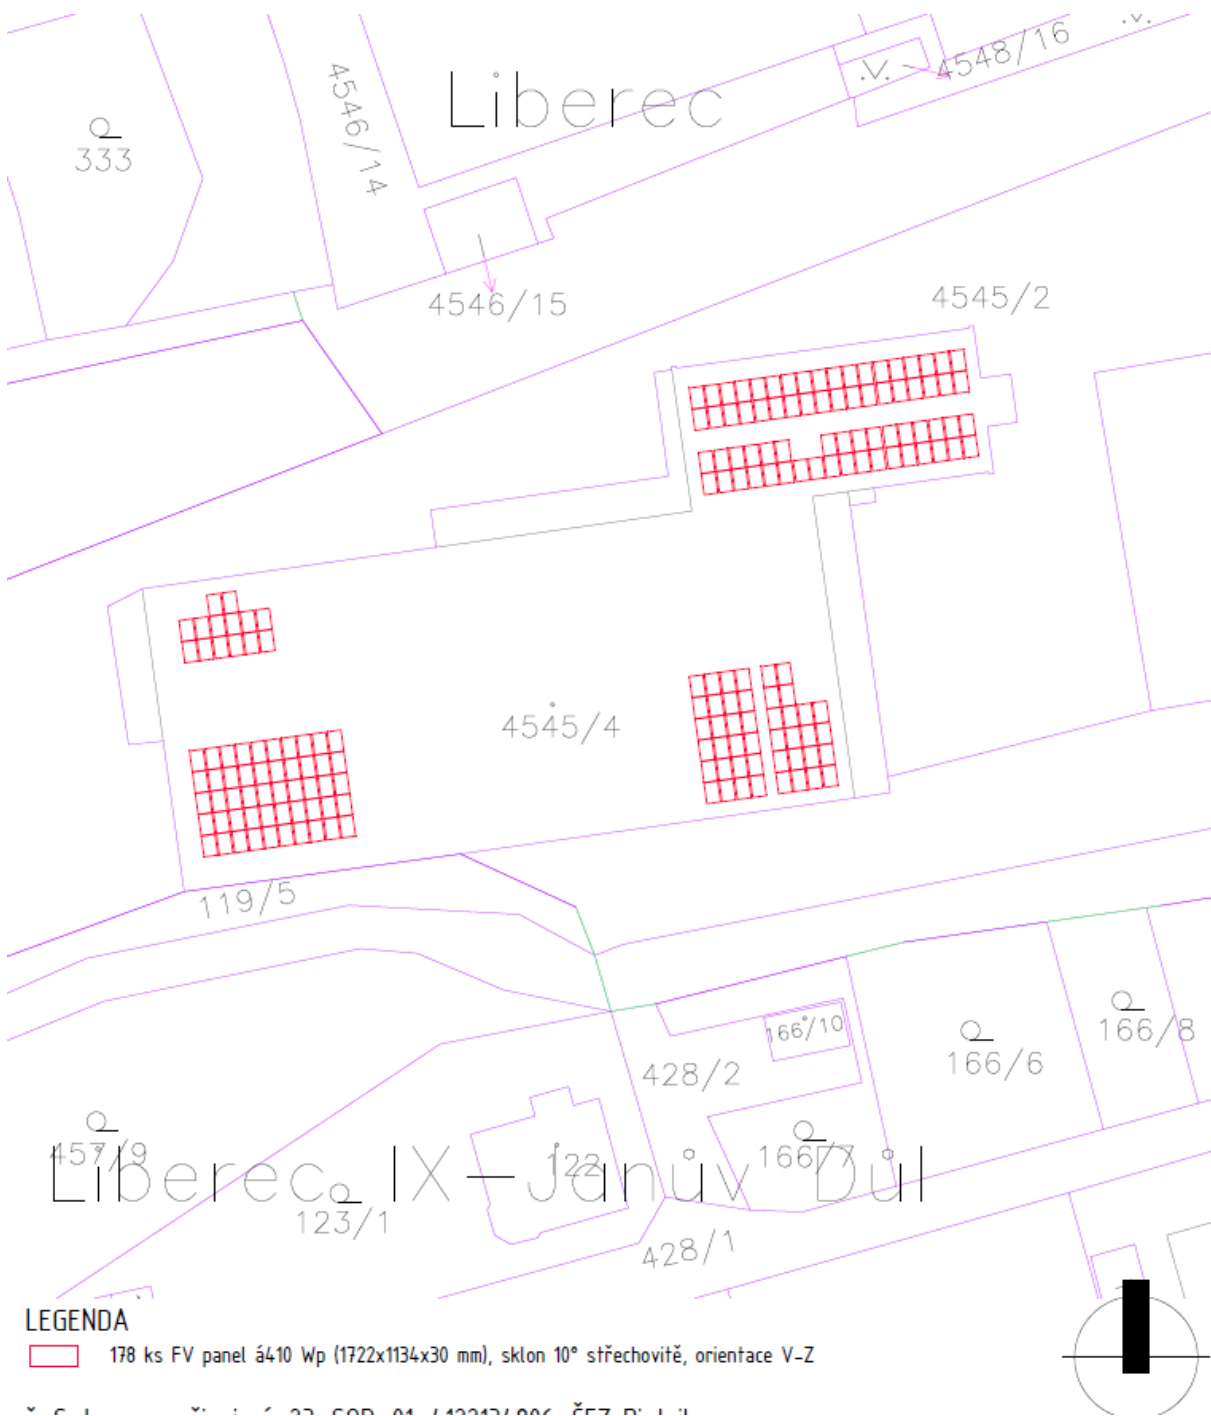 .V.
4548/16
.V.
Liberec
4546/14
333
4546/15
4545/2
4545/4
119/5
166/10
166/8
166/6
428/2
457/9
122
166/7
Liberec IX-Janův Důl
123/1
428/1
LEGENDA
178 ks FV panel á410 Wp (1722x1134x30 mm), sklon 10° střechovitě, orientace V-Z